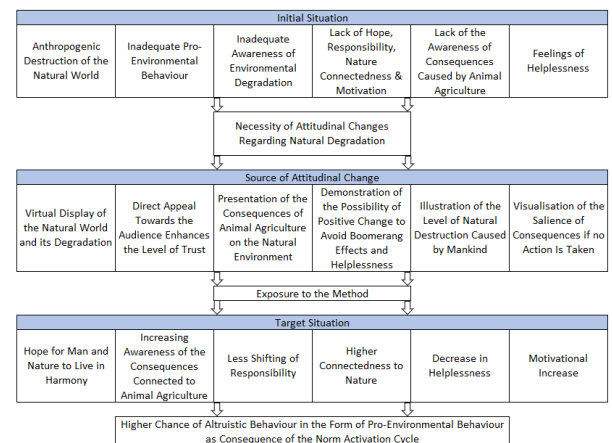 Initial Situation
Anthropogenic
Destruction of the
Natural World
Inadequate Pro-
Environmental
Behaviour
Inadequate
Awareness of
Environmental
Degradation
Lack of Hope,
Responsibility,
Nature
Connectedness &
Motivation
Lack of the
Awareness of
Consequences
Caused by Animal
Agriculture
Feelings of
Helplessness
Necessity of Attitudinal Changes
Regarding Natural Degradation
Source of Attitudinal Change
Virtual Display of
the Natural World
and its Degradation
Direct Appeal
Towards the
Audience Enhances
the Level of Trust
Presentation of the
Consequences of
Animal Agriculture
on the Natural
Environment
Demonstration of
the Possibility of
Positive Change to
Avoid Boomerang
Effects and
Helplessness
Illustration of the
Level of Natural
Destruction Caused
by Mankind
Visualisation of the
Salience of
Consequences if no
Action Is Taken
Exposure to the Method
Target Situation
Hope for Man and
Nature to Live in
Harmony
Increasing
Awareness of the
Consequences
Connected to
Animal Agriculture
Less Shifting of
Responsibility
Higher
Connectedness to
Nature
Decrease in
Helplessness
Motivational
Increase
Higher Chance of Altruistic Behaviour in the Form of Pro-Environmental Behaviour
as Consequence of the Norm Activation Cycle